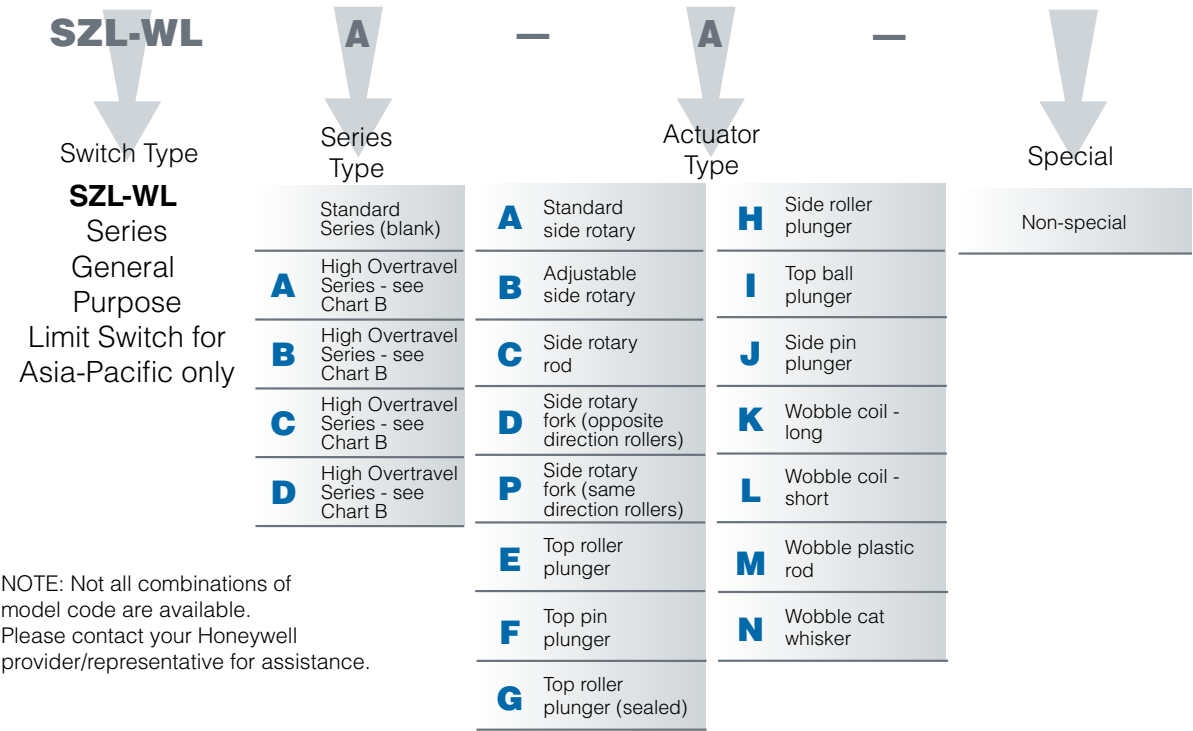 SZL-WL A — A —
Switch Type
SZL-WL
Series
General
Purpose
Limit Switch for
Asia-Pacific only
Series
Type
Standard
Series (blank)
A High Overtravel
Series - see
Chart B
B High Overtravel
Series - see
Chart B
C High Overtravel
Series - see
Chart B
D High Overtravel
Series - see
Chart B
Actuator
Type
A Standard
side rotary
B Adjustable
side rotary
C Side rotary
rod
D Side rotary
fork (opposite
direction rollers)
P Side rotary
fork (same
direction rollers)
E Top roller
plunger
F Top pin
plunger
G Top roller
plunger (sealed)
H Side roller
plunger
I Top ball
plunger
J Side pin
plunger
K Wobble coil -
long
L Wobble coil -
short
M Wobble plastic
rod
N Wobble cat
whisker
Special
Non-special
NOTE: Not all combinations of
model code are available.
Please contact your Honeywell
provider/representative for assistance.